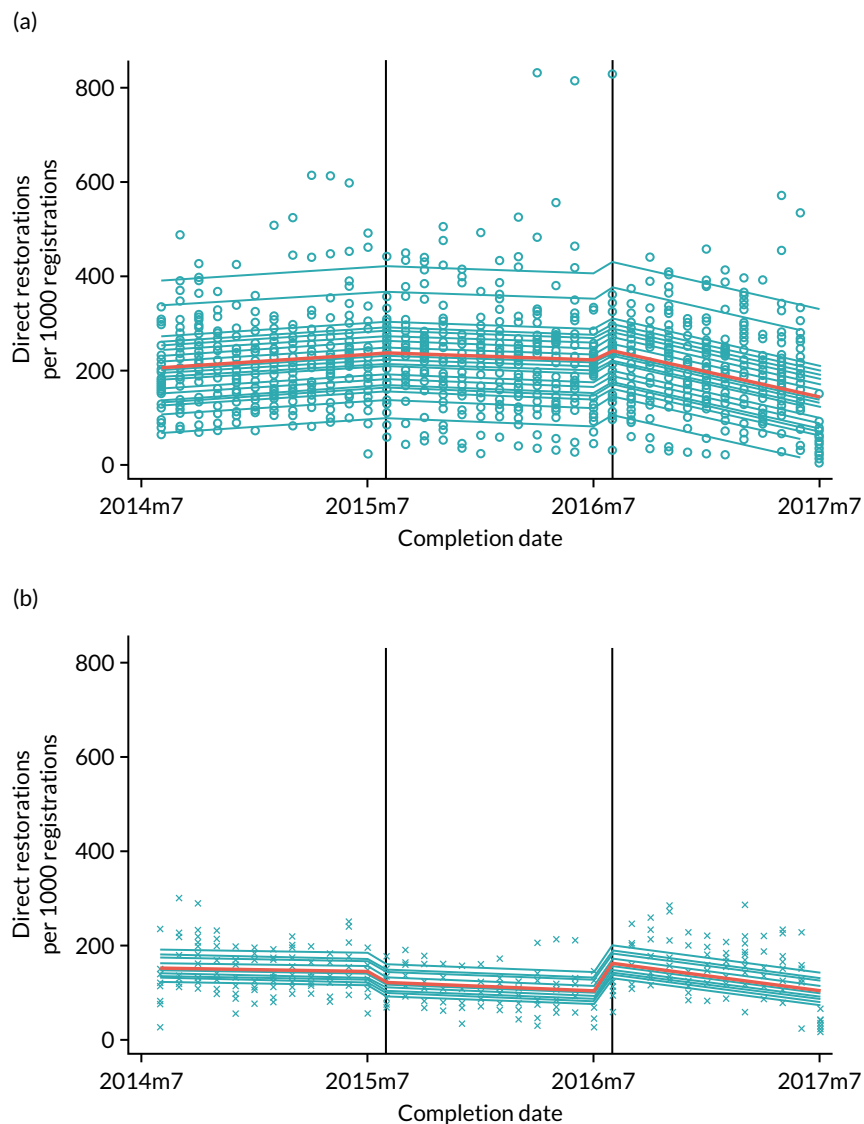 (a)
800
600
400
200
0
Direct restorations
per 1000 registrations
2014m7 2015m7 2016m7 2017m7
Completion date
(b)
800
600
400
200
0
Direct restorations
per 1000 registrations
2014m7 2015m7 2016m7 2017m7
Completion date